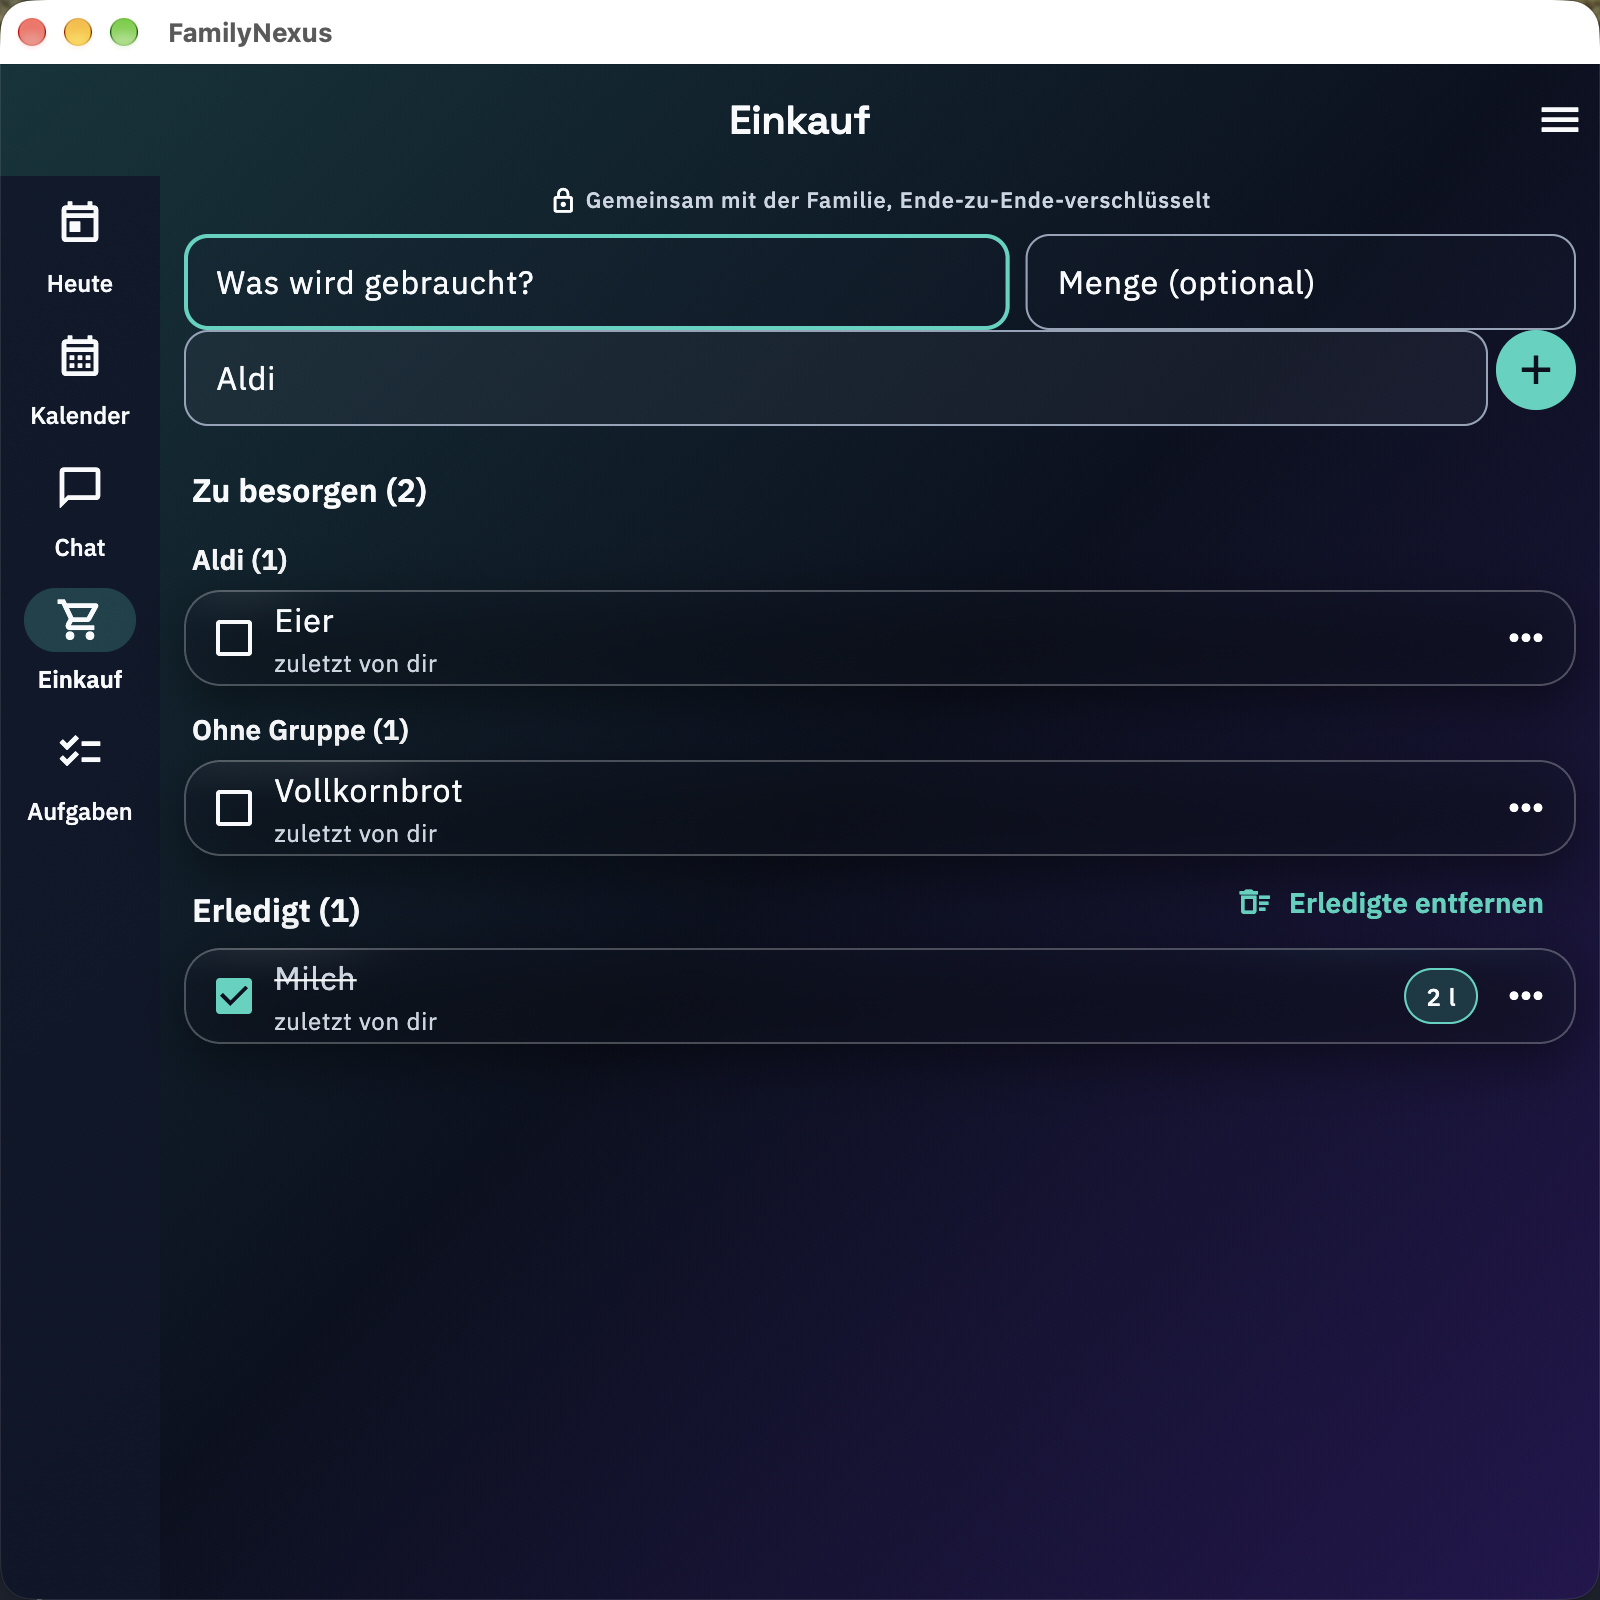 FamilyNexus
Einkauf
Gemeinsam mit der Familie, Ende-zu-Ende-verschlüsselt
Heute
Kalender
Chat
Einkauf
Aufgaben
Was wird gebraucht?
Menge (optional)
Aldi
Zu besorgen (2)
Aldi (1)
Eier
zuletzt von dir
Ohne Gruppe (1)
Vollkornbrot
zuletzt von dir
Erledigt (1)
Erledigte entfernen
Milch
zuletzt von dir
2 l